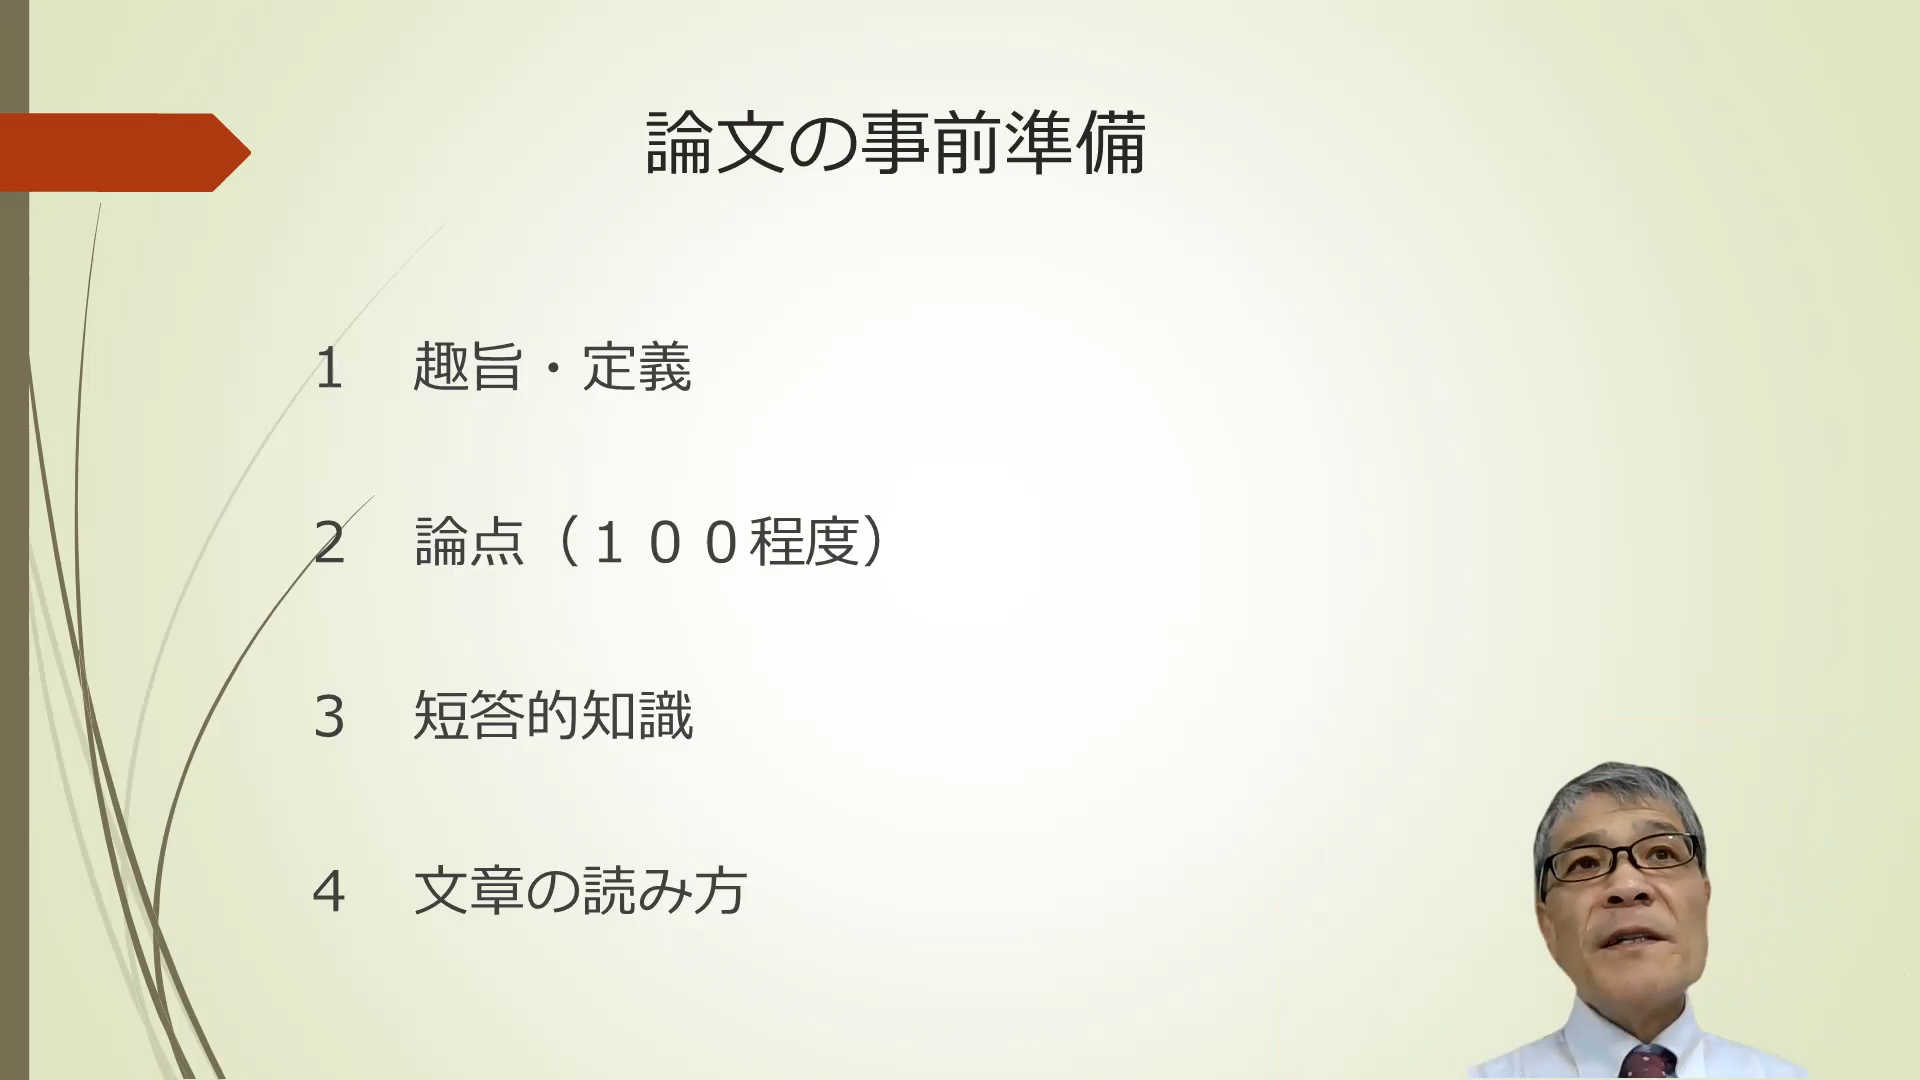 論文の事前準備
１　趣旨・定義
２　論点（１００程度）
３　短答的知識
４　文章の読み方